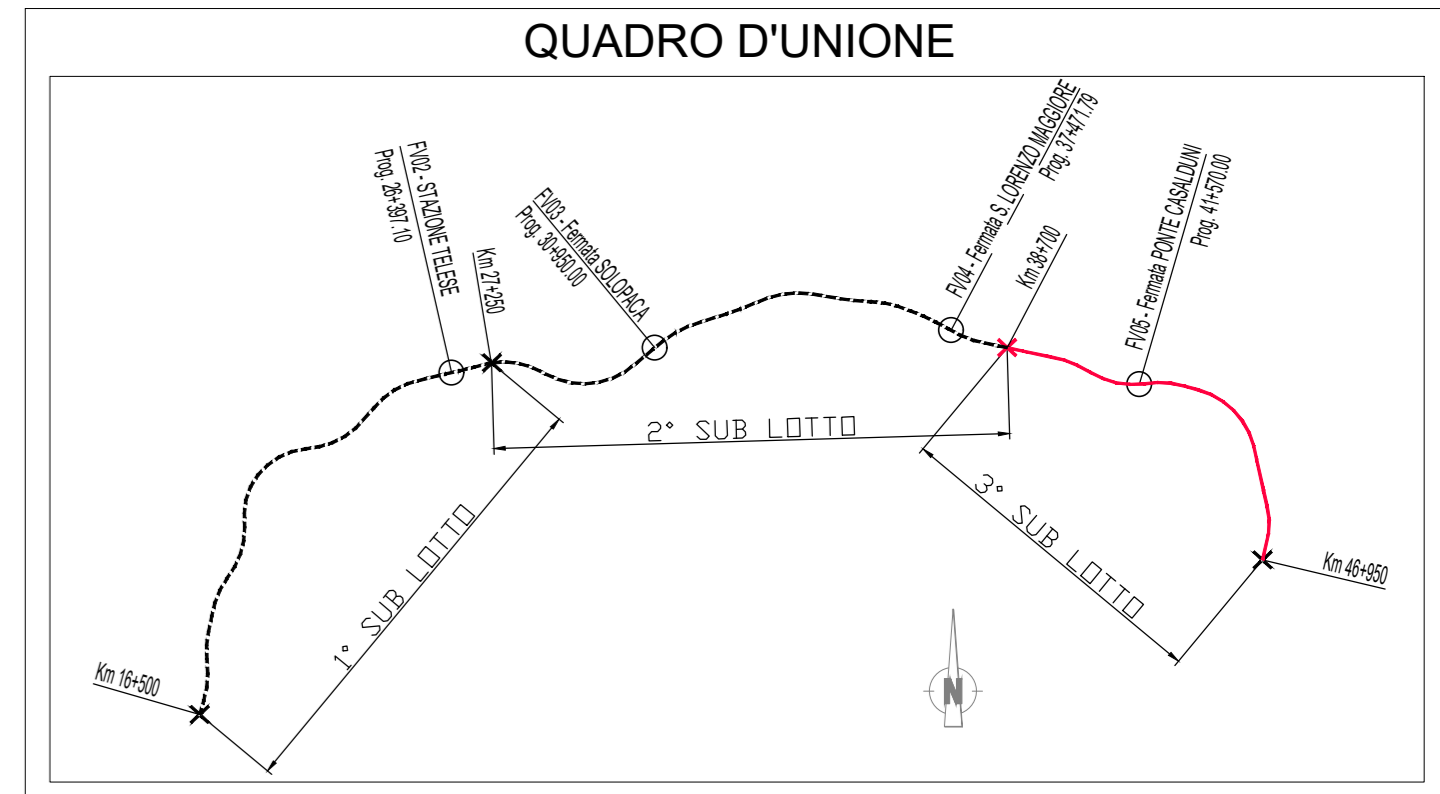 QUADRO D'UNIONE
FV02 - STAZIONE TELESE
Prog. 26+397.10
Km 27+250
FV03 - Fermata SOLOPACA
Prog. 30+950.00
FV04 - Fermata S. LORENZO MAGGIORE
Prog. 37+471.79
Km 38+700
FV05 - Fermata PONTE CASALDUNI
Prog. 41+570.00
2° SUB LOTTO
1° SUB LOTTO
3° SUB LOTTO
Km 16+500
Km 46+950
N